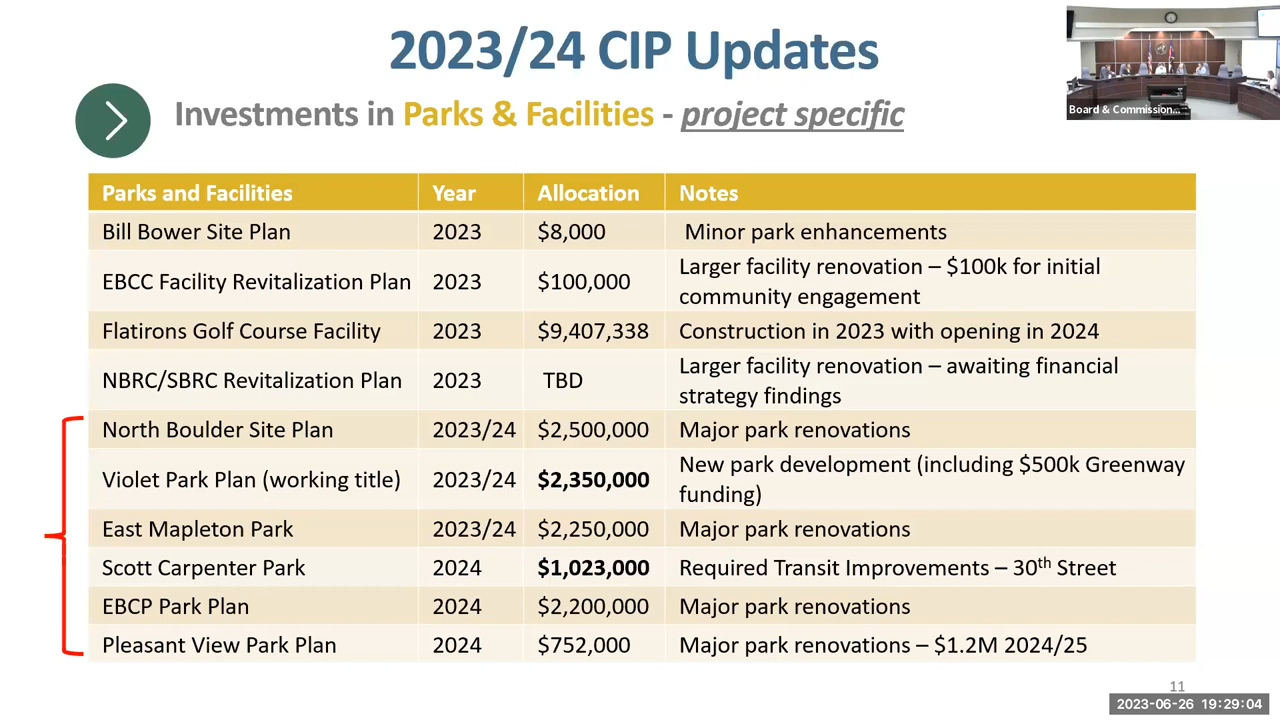 2023/24 CIP Updates
Board & Commission...
Investments in Parks & Facilities - project specific
Parks and Facilities Year Allocation Notes
Bill Bower Site Plan 2023 $8,000 Minor park enhancements
EBCC Facility Revitalization Plan 2023 $100,000 Larger facility renovation – $100k for initial
community engagement
Flatirons Golf Course Facility 2023 $9,407,338 Construction in 2023 with opening in 2024
NBRC/SBRC Revitalization Plan 2023 TBD Larger facility renovation – awaiting financial
strategy findings
North Boulder Site Plan 2023/24 $2,500,000 Major park renovations
Violet Park Plan (working title) 2023/24 $2,350,000 New park development (including $500k Greenway
funding)
East Mapleton Park 2023/24 $2,250,000 Major park renovations
Scott Carpenter Park 2024 $1,023,000 Required Transit Improvements – 30th Street
EBCP Park Plan 2024 $2,200,000 Major park renovations
Pleasant View Park Plan 2024 $752,000 Major park renovations – $1.2M 2024/25
11
2023-06-26 19:29:04